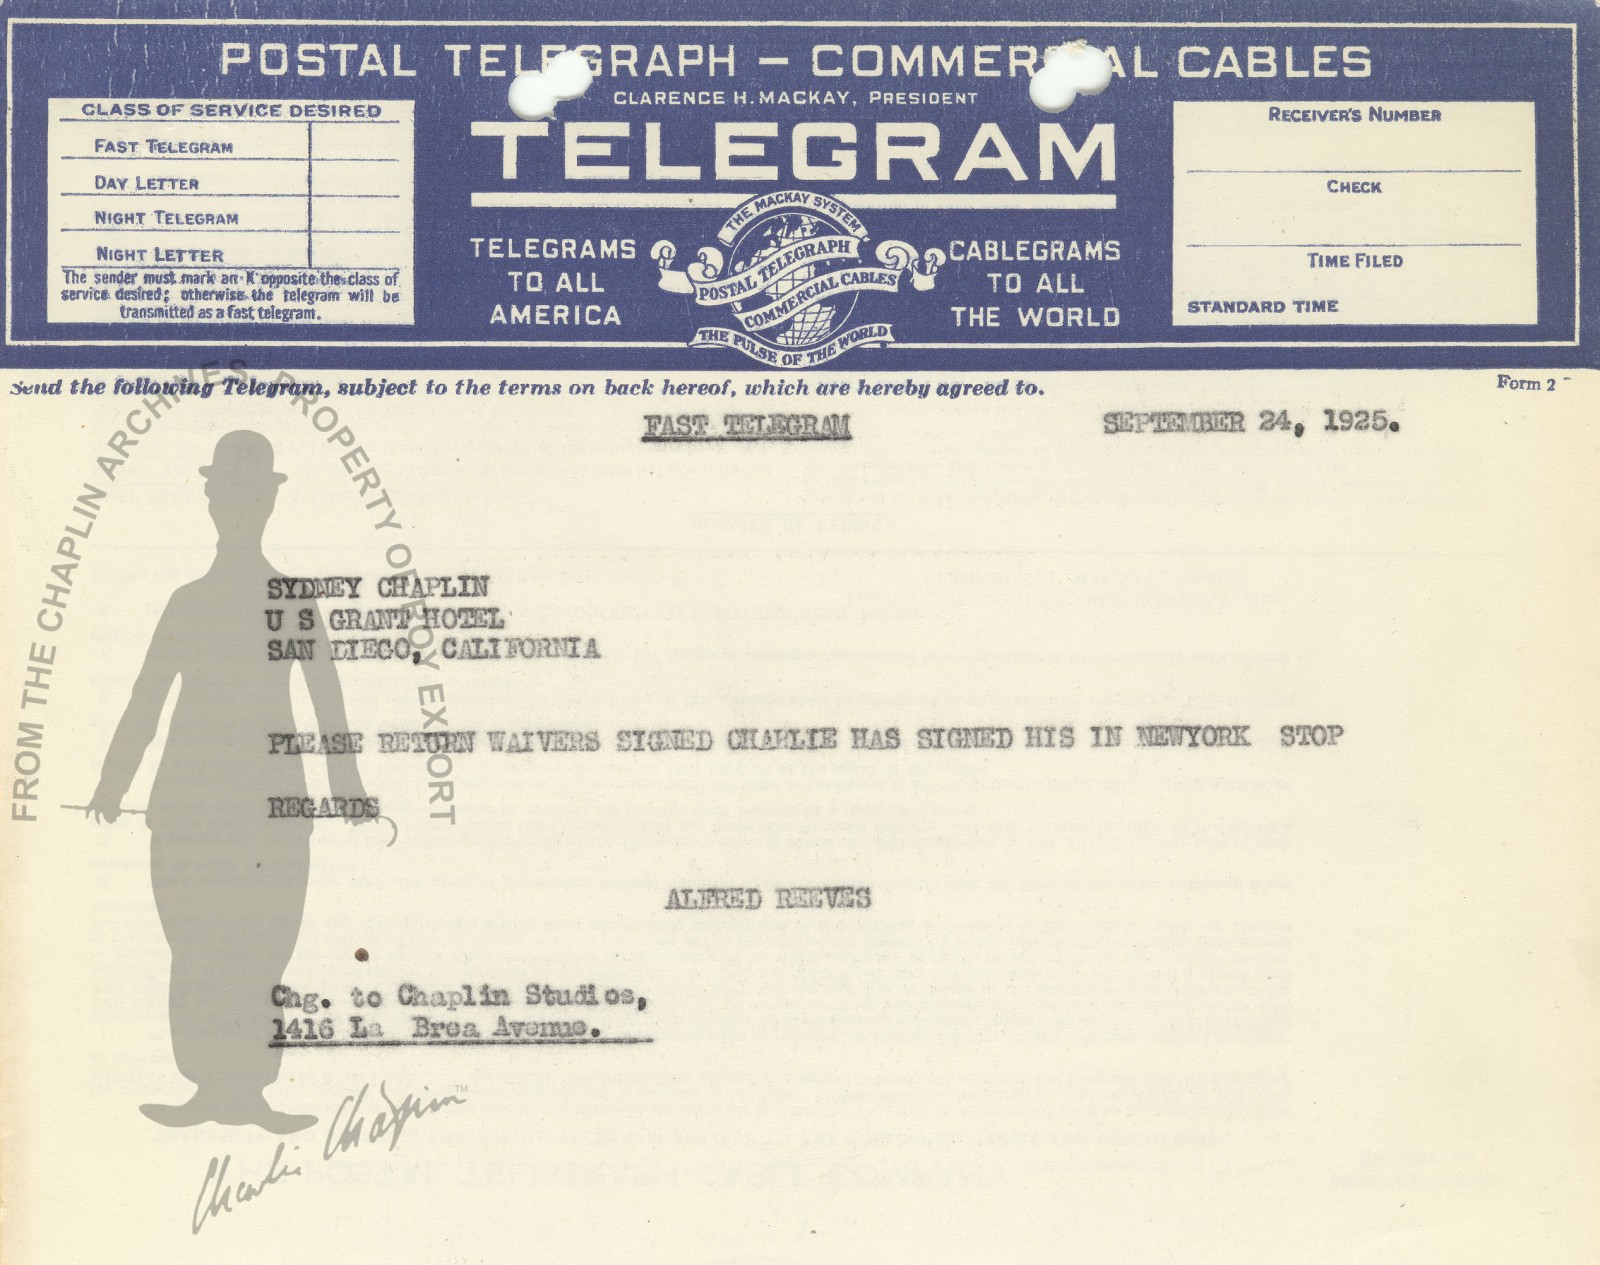 POSTAL TELEGRAPH – COMMERCIAL CABLES
CLARENCE H. MACKAY, PRESIDENT
TELEGRAM
CLASS OF SERVICE DESIRED
FAST TELEGRAM
DAY LETTER
NIGHT TELEGRAM
NIGHT LETTER
The sender must mark an X opposite the class of
service desired; otherwise the telegram will be
transmitted as a fast telegram.
TELEGRAMS
TO ALL
AMERICA
THE MACKAY SYSTEM
POSTAL TELEGRAPH
COMMERCIAL CABLES
THE PULSE OF THE WORLD
CABLEGRAMS
TO ALL
THE WORLD
RECEIVER'S NUMBER
CHECK
TIME FILED
STANDARD TIME
Send the following Telegram, subject to the terms on back hereof, which are hereby agreed to.
Form 2
FAST TELEGRAM
SEPTEMBER 24, 1925.
SYDNEY CHAPLIN
U S GRANT HOTEL
SAN DIEGO, CALIFORNIA
PLEASE RETURN WAIVERS SIGNED CHARLIE HAS SIGNED HIS IN NEWYORK STOP
REGARDS
ALFRED REEVES
Chg. to Chaplin Studios,
1416 La Brea Avenue.
FROM THE CHAPLIN ARCHIVES, PROPERTY OF ROY EXPORT
Charlie Chaplin™